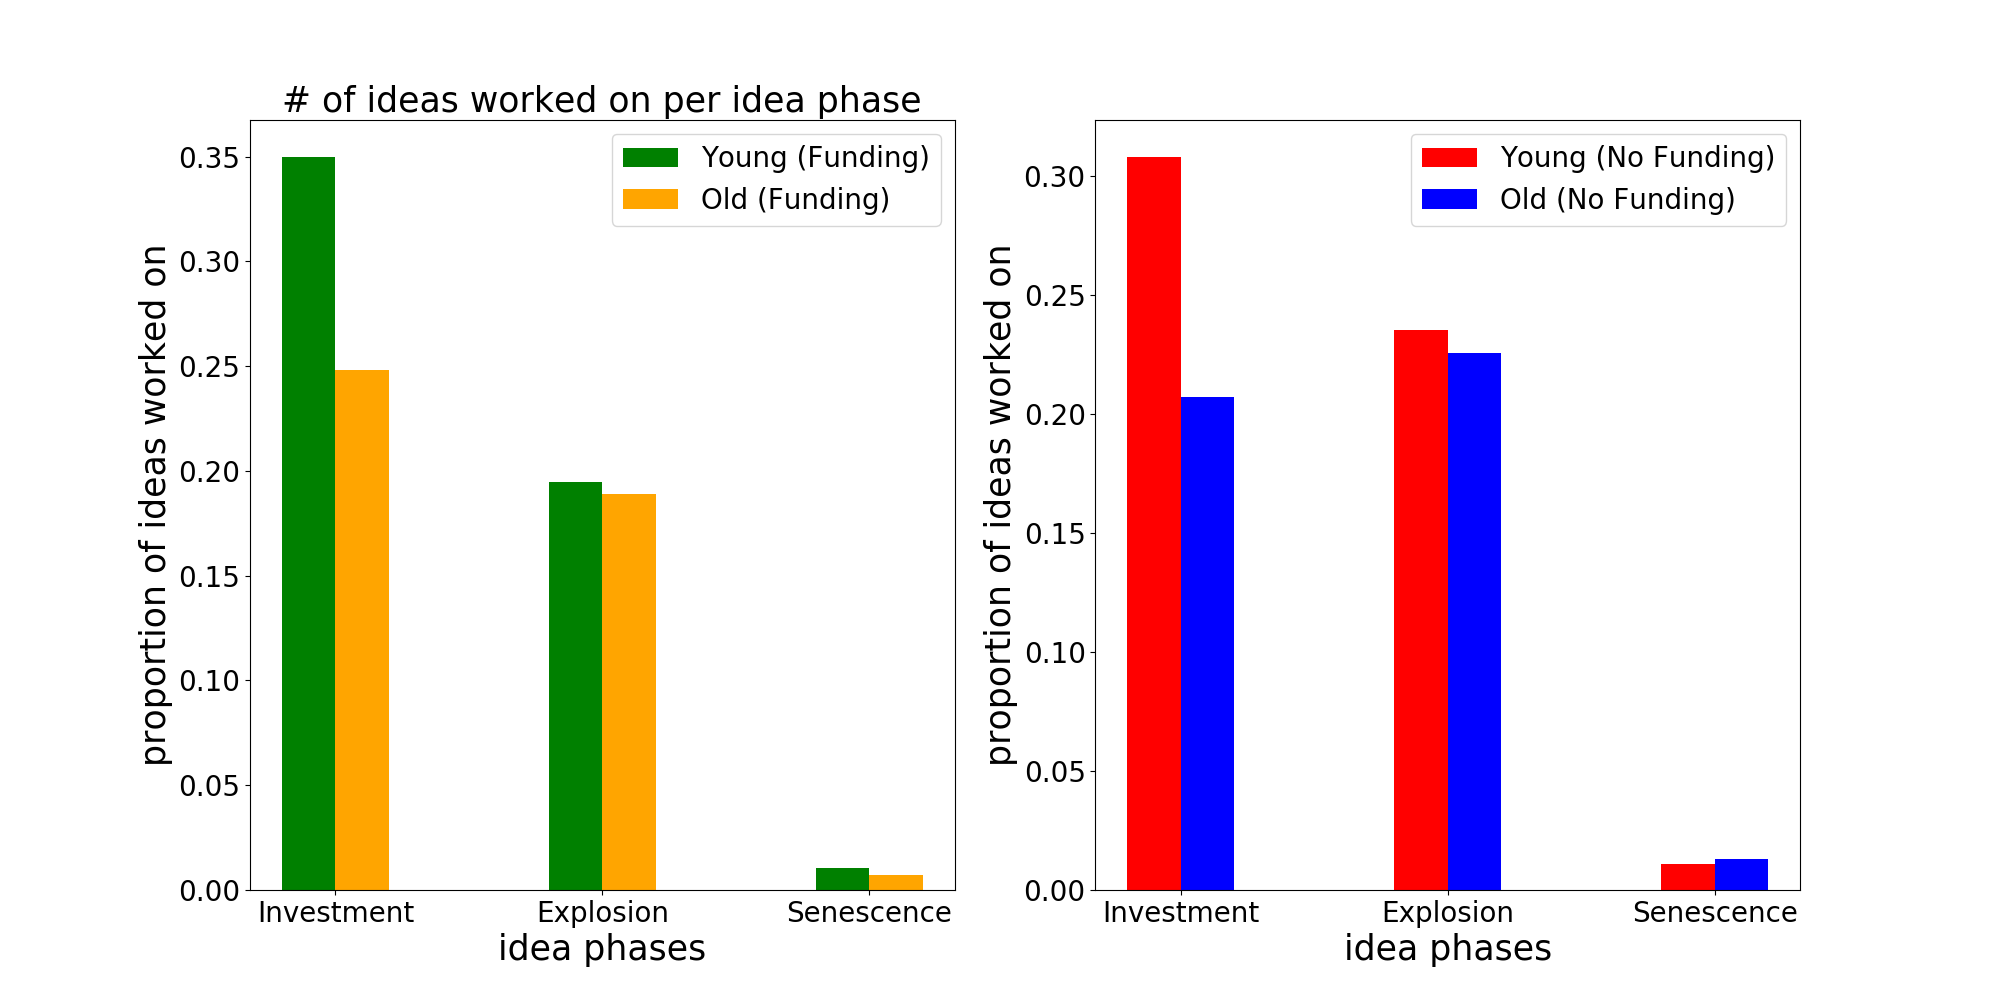 # of ideas worked on per idea phase
Young (Funding)
Old (Funding)
proportion of ideas worked on
0.35
0.30
0.25
0.20
0.15
0.10
0.05
0.00
Investment
Explosion
Senescence
idea phases
Young (No Funding)
Old (No Funding)
proportion of ideas worked on
0.30
0.25
0.20
0.15
0.10
0.05
0.00
Investment
Explosion
Senescence
idea phases